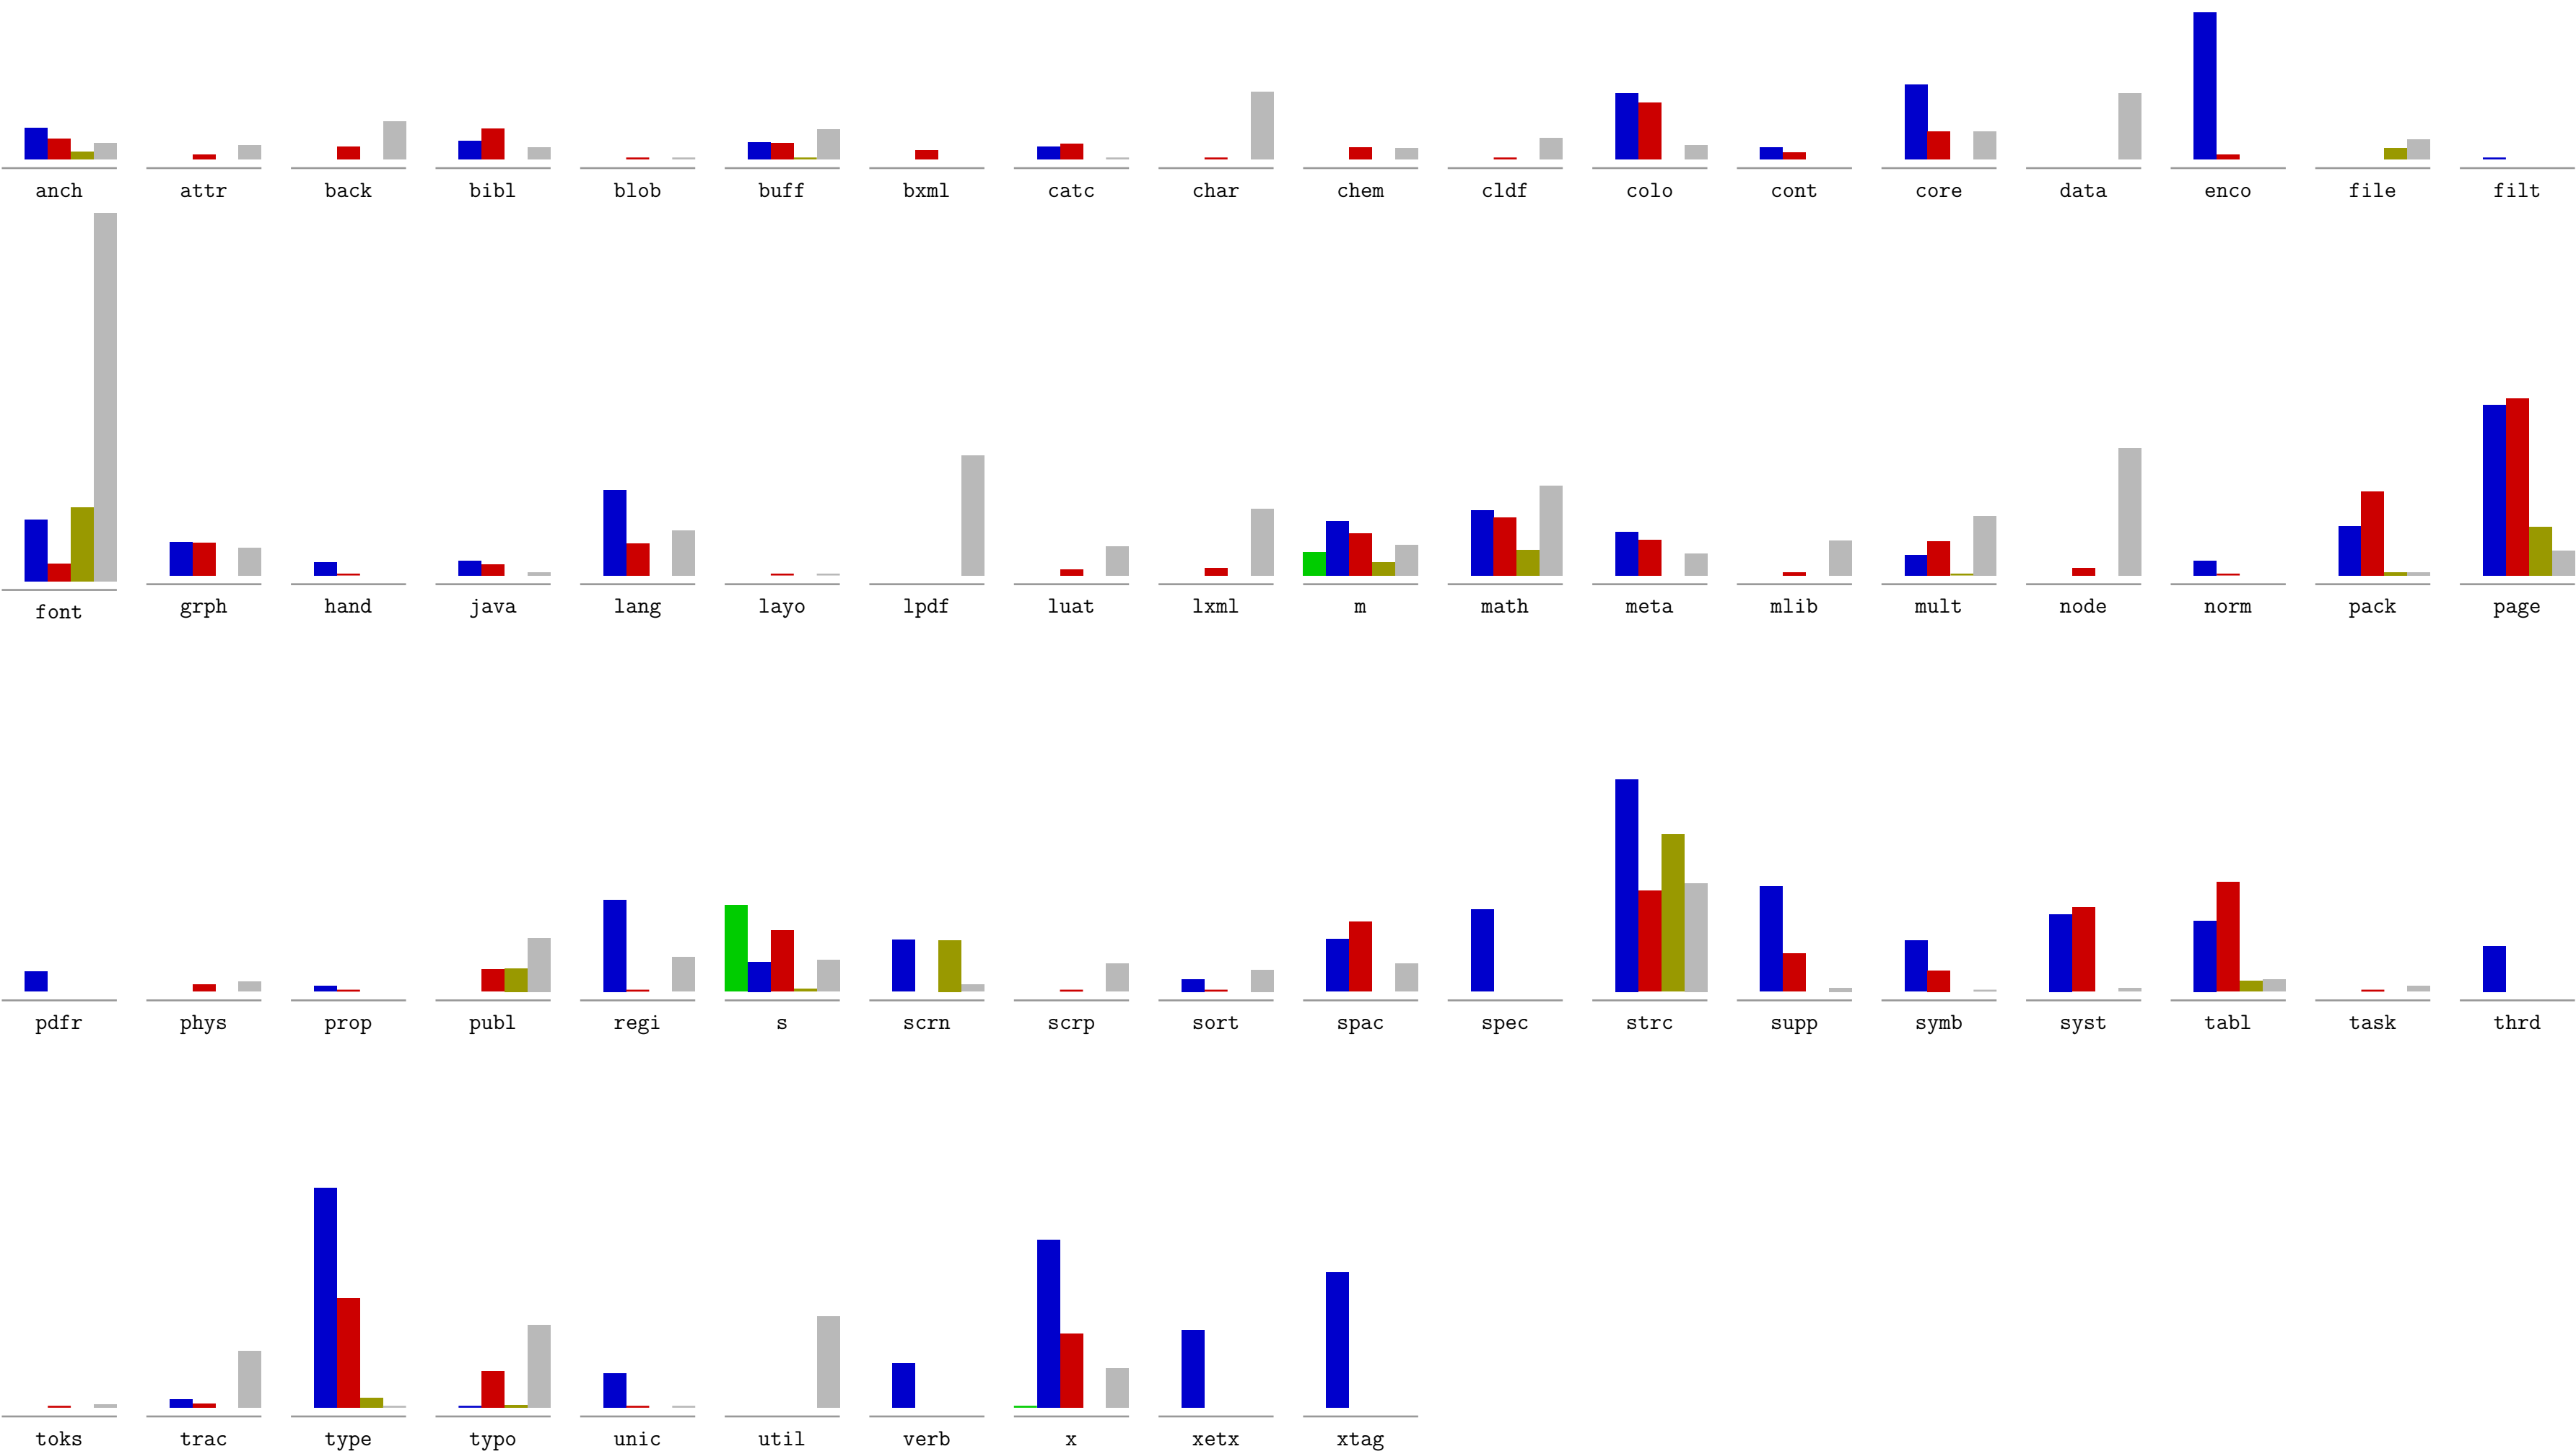 anch attr back bibl blob buff bxml catc char chem cldf colo cont core data enco file filt
font grph hand java lang layo lpdf luat lxml m math meta mlib mult node norm pack page
pdfr phys prop publ regi s scrn scrp sort spac spec strc supp symb syst tabl task thrd
toks trac type typo unic util verb x xetx xtag